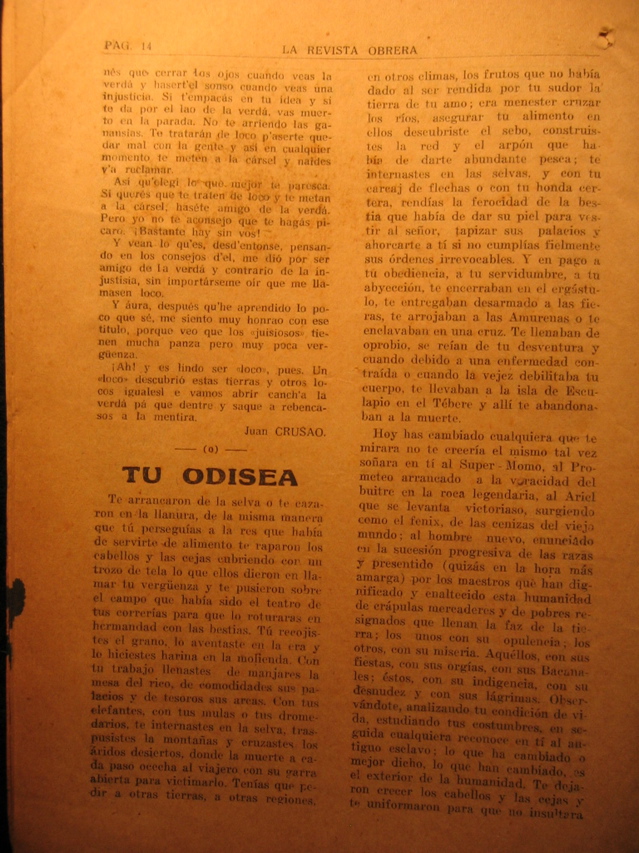 PAG. 14
LA REVISTA OBRERA
nés que cerrar los ojos cuando veas la
verdá y hasert'el sonso cuando veas una
injusticia. Si t'empacás en tu idea y si
te da por el lao de la verdá, vas muer-
to en la parada. No te arriendo las ga-
nansias. Te tratarán de loco p'aserte que-
dar mal con la gente y así en cualquier
momento te meten a la cársel y naides
v'a reclamar.
Así qu'elegí lo que mejor te paresca.
Si querés que te traten de loco y te metan
a la cársel, haséte amigo de la verdá.
Pero yo no te aconsejo que te hagás pí-
caro. ¡Bastante hay sin vos!
Y vean lo qu'es, desd'entonse, pensan-
do en los consejos d'el, me dió por ser
amigo de la verdá y contrario de la in-
justisia, sin importárseme oir que me lla-
masen loco.
Y áura, después qu'he aprendido lo po-
co que sé, me siento muy honrao con ese
título, porque veo que los «juisiosos» tie-
nen mucha panza pero muy poca ver-
güenza.
¡Ah! y es lindo ser «loco», pues. Un
«loco» descubrió estas tierras y otros lo-
cos igualesi e vamos abrir canch'a la
verdá pá que dentre y saque a rebenca-
sos a la mentira.
Juan CRUSAO.
(o)
TU ODISEA
Te arrancaron de la selva o te caza-
ron en la llanura, de la misma manera
que tú perseguías a la res que había
de servirte de alimento te raparon los
cabellos y las cejas cubriendo con un
trozo de tela lo que ellos dieron en lla-
mar tu vergüenza y te pusieron sobre
el campo que había sido el teatro de
tus correrías para que lo roturaras en
hermandad con las bestias. Tú recojis-
tes el grano, lo aventaste en la era y
lo hiciestes harina en la molienda. Con
tu trabajo llenastes de manjares la
mesa del rico, de comodidades sus pa-
lacios y de tesoros sus arcas. Con tus
elefantes, con tus mulas o tus drome-
darios, te internastes en la selva, tras-
pusistes la montañas y cruzastes los
áridos desiertos, donde la muerte a ca-
da paso ocecha al viajero con su garra
abierta para victimarlo. Tenías que pe-
dir a otras tierras, a otras regiones,
en otros climas, los frutos que no había
dado al ser rendida por tu sudor la
tierra de tu amo; era menester cruzar
los ríos, asegurar tu alimento en
ellos descubriste el sebo, construis-
tes la red y el arpón que ha-
bía de darte abundante pesca; te
internastes en las selvas, y con tu
carcaj de flechas o con tu honda cer-
tera, rendías la ferocidad de la bes-
tia que había de dar su piel para ves-
tir al señor, tapizar sus palacios y
ahorcarte a tí si no cumplías fielmente
sus órdenes irrevocables. Y en pago a
tu obediencia, a tu servidumbre, a tu
abyección, te encerraban en el ergástu-
lo, te entregaban desarmado a las fie-
ras, te arrojaban a las Amurenas o te
enclavaban en una cruz. Te llenaban de
oprobio, se reían de tu desventura y
cuando debido a una enfermedad con-
traída o cuando la vejez debilitaba tu
cuerpo, te llevaban a la isla de Escu-
lapio en el Tébere y allí te abandona-
ban a la muerte.
Hoy has cambiado cualquiera que te
mirara no te creería el mismo tal vez
soñara en tí al Super-Momo, al Pro-
meteo arrancado a la voracidad del
buitre en la roca legendaria, al Ariel
que se levanta victorioso, surgiendo
como el fenix, de las cenizas del viejo
mundo; al hombre nuevo, enunciado
en la sucesión progresiva de las razas
y presentido (quizás en la hora más
amarga) por los maestros que han dig-
nificado y enaltecido esta humanidad
de crápulas mercaderes y de pobres re-
signados que llenan la faz de la tie-
rra; los unos con su opulencia; los
otros, con su miseria. Aquéllos, con sus
fiestas, con sus orgías, con sus Bacana-
les; éstos, con su indigencia, con su
desnudez y con sus lágrimas. Obser-
vándote, analizando tu condición de vi-
da, estudiando tus costumbres, en se-
guida cualquiera reconoce en tí al an-
tiguo esclavo; lo que ha cambiado o
mejor dicho, lo que han cambiado, es
el exterior de la humanidad. Te deja-
ron crecer los cabellos y las cejas y
te uniformaron para que no insultara